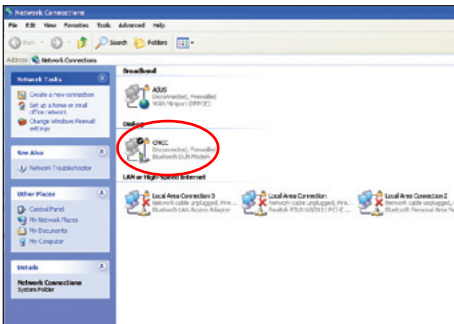 Network Connections
File Edit View Favorites Tools Advanced Help
Back Search Folders
Address Network Connections
Network Tasks
Create a new connection
Set up a home or small
office network
Change Windows Firewall
settings
See Also
Network Troubleshooter
Other Places
Control Panel
My Network Places
My Documents
My Computer
Details
Network Connections
System Folder
Broadband
ASUS
Disconnected, Firewalled
WAN Miniport (PPPOE)
Dial-up
CMCC
Disconnected, Firewalled
Bluetooth DUN Modem
LAN or High-Speed Internet
Local Area Connection 3
Network cable unplugged, Fire...
Bluetooth LAN Access Adapter
Local Area Connection
Network cable unplugged, Fire...
Realtek PCI-E ...
Local Area Connection 2
Network cable unplugged,
Bluetooth Personal Area Ne